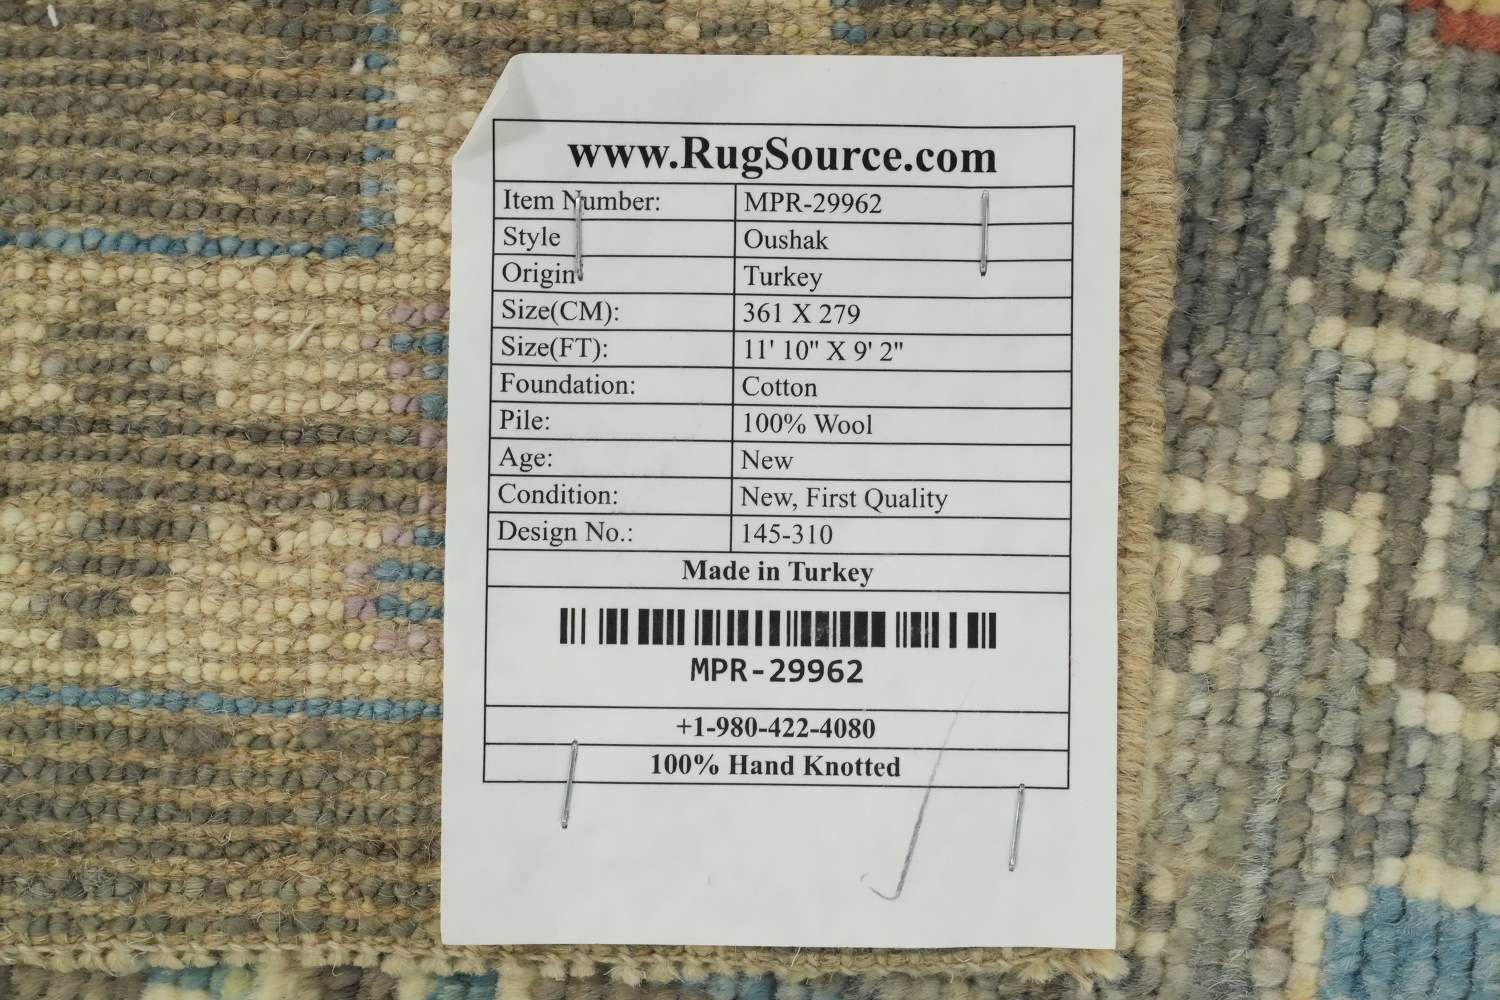 www.RugSource.com
Item Number: MPR-29962
Style Oushak
Origin Turkey
Size(CM): 361 X 279
Size(FT): 11' 10" X 9' 2"
Foundation: Cotton
Pile: 100% Wool
Age: New
Condition: New, First Quality
Design No.: 145-310
Made in Turkey
MPR-29962
+1-980-422-4080
100% Hand Knotted